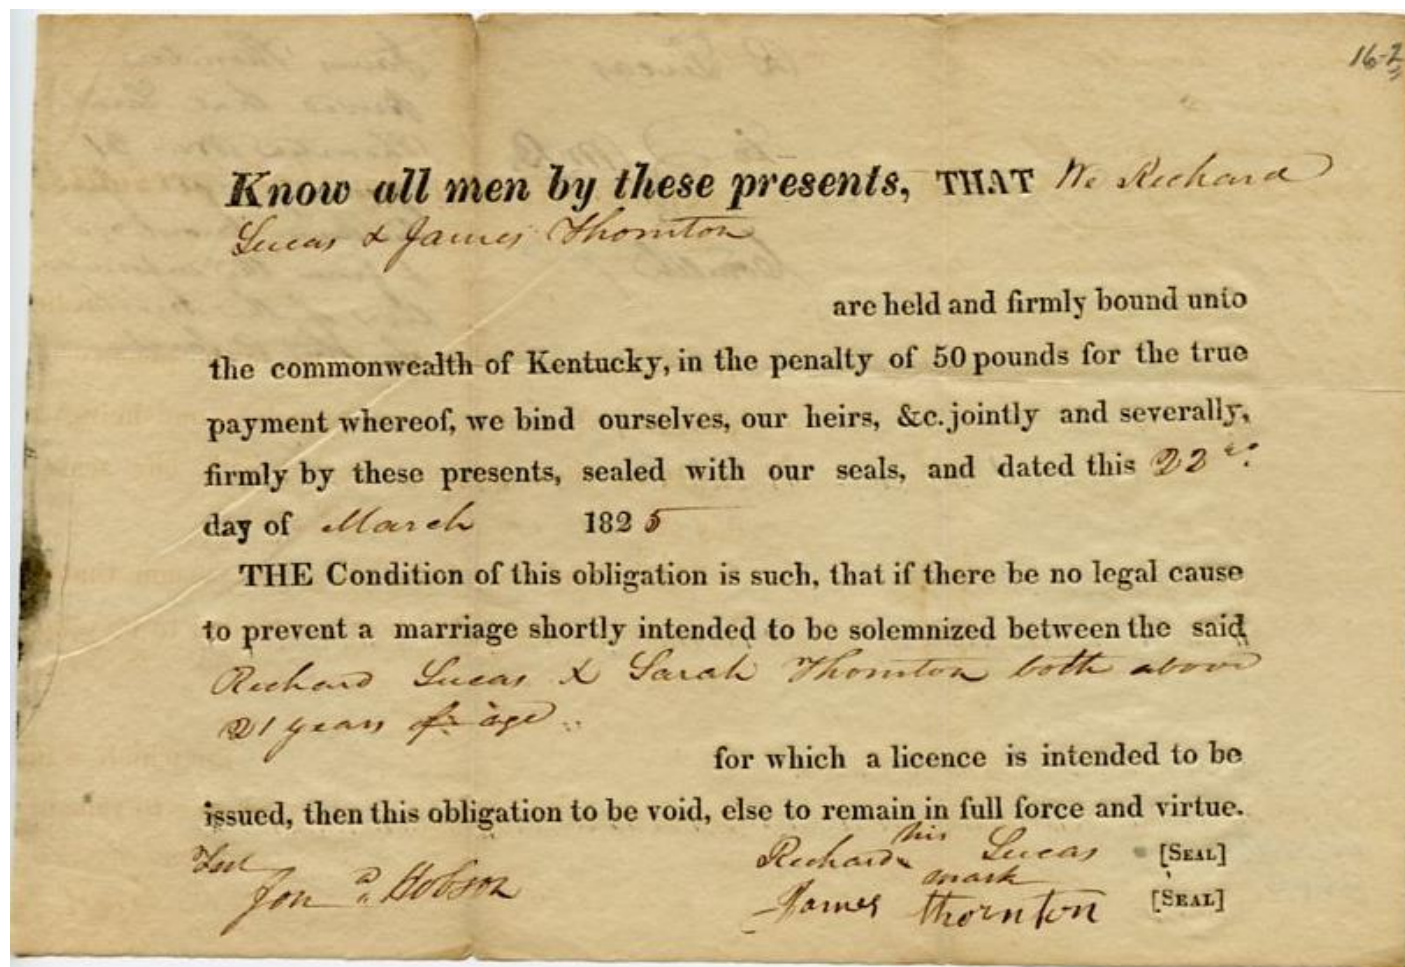 16-2
Know all men by these presents, THAT We Richard
Lucas & James Thornton
are held and firmly bound unto
the commonwealth of Kentucky, in the penalty of 50 pounds for the true
payment whereof, we bind ourselves, our heirs, &c. jointly and severally,
firmly by these presents, sealed with our seals, and dated this 22nd
day of March 1825
THE Condition of this obligation is such, that if there be no legal cause
to prevent a marriage shortly intended to be solemnized between the said
Richard Lucas & Sarah Thornton both above
21 years of age
for which a licence is intended to be
issued, then this obligation to be void, else to remain in full force and virtue.
his
Richard Lucas [SEAL]
mark
Jon Hobson
James thornton [SEAL]